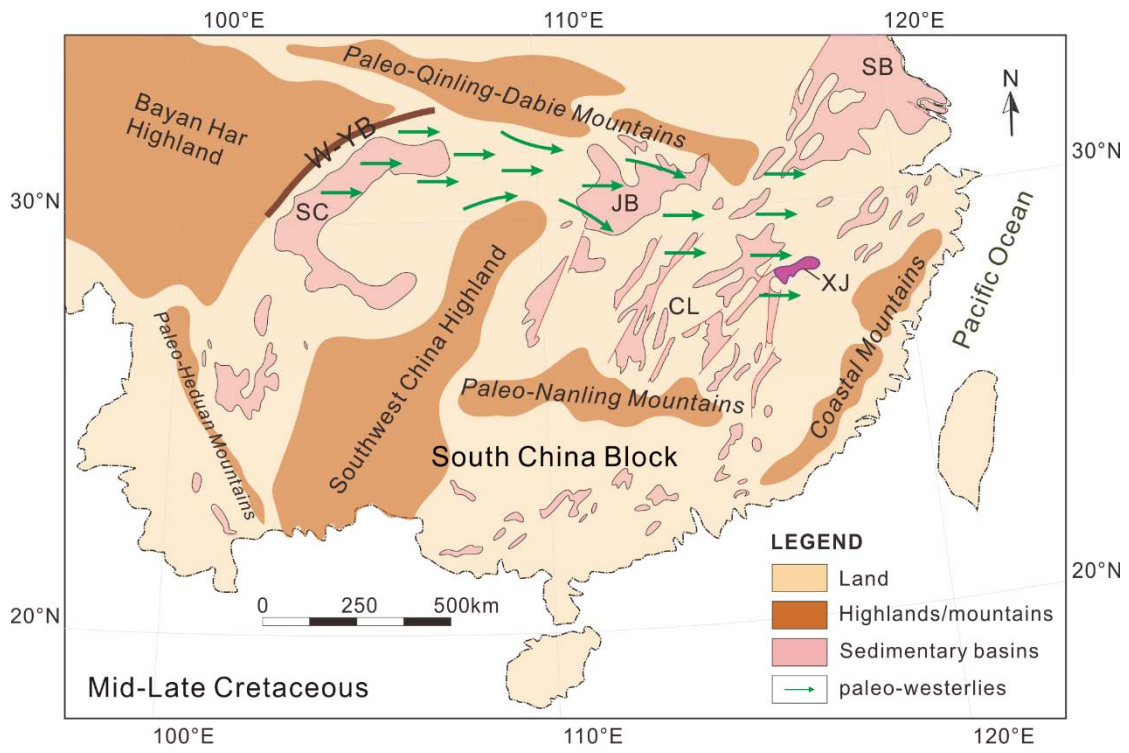 100°E
110°E
120°E
Paleo-Qinling-Dabie Mountains
SB
N
Bayan Har
Highland
W-YB
30°N
30°N
SC
JB
XJ
CL
Pacific Ocean
Coastal Mountains
Paleo-Heduan Mountains
Southwest China Highland
Paleo-Nanling Mountains
South China Block
LEGEND
Land
Highlands/mountains
Sedimentary basins
paleo-westerlies
0 250 500km
20°N
20°N
Mid-Late Cretaceous
100°E
110°E
120°E